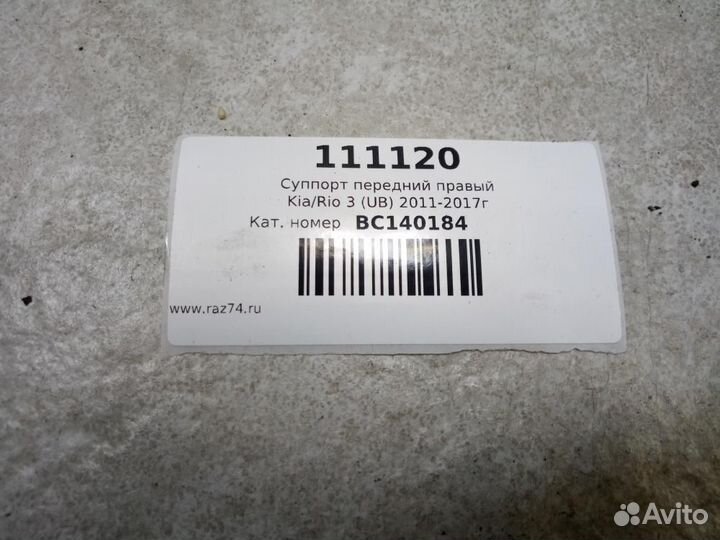 111120
Суппорт передний правый
Kia/Rio 3 (UB) 2011-2017г
Кат. номер BC140184
www.raz74.ru
Avito